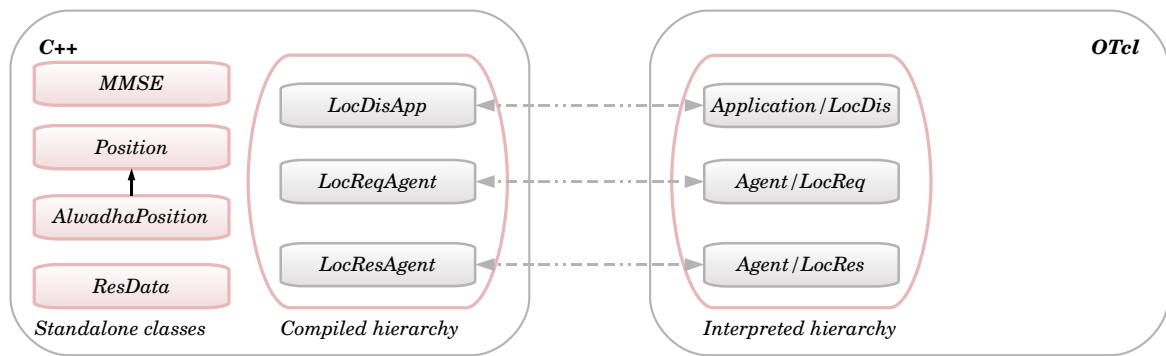 C++
OTcl
MMSE
LocDisApp
Application/LocDis
Position
LocReqAgent
Agent/LocReq
AlwadhaPosition
LocResAgent
Agent/LocRes
ResData
Standalone classes
Compiled hierarchy
Interpreted hierarchy